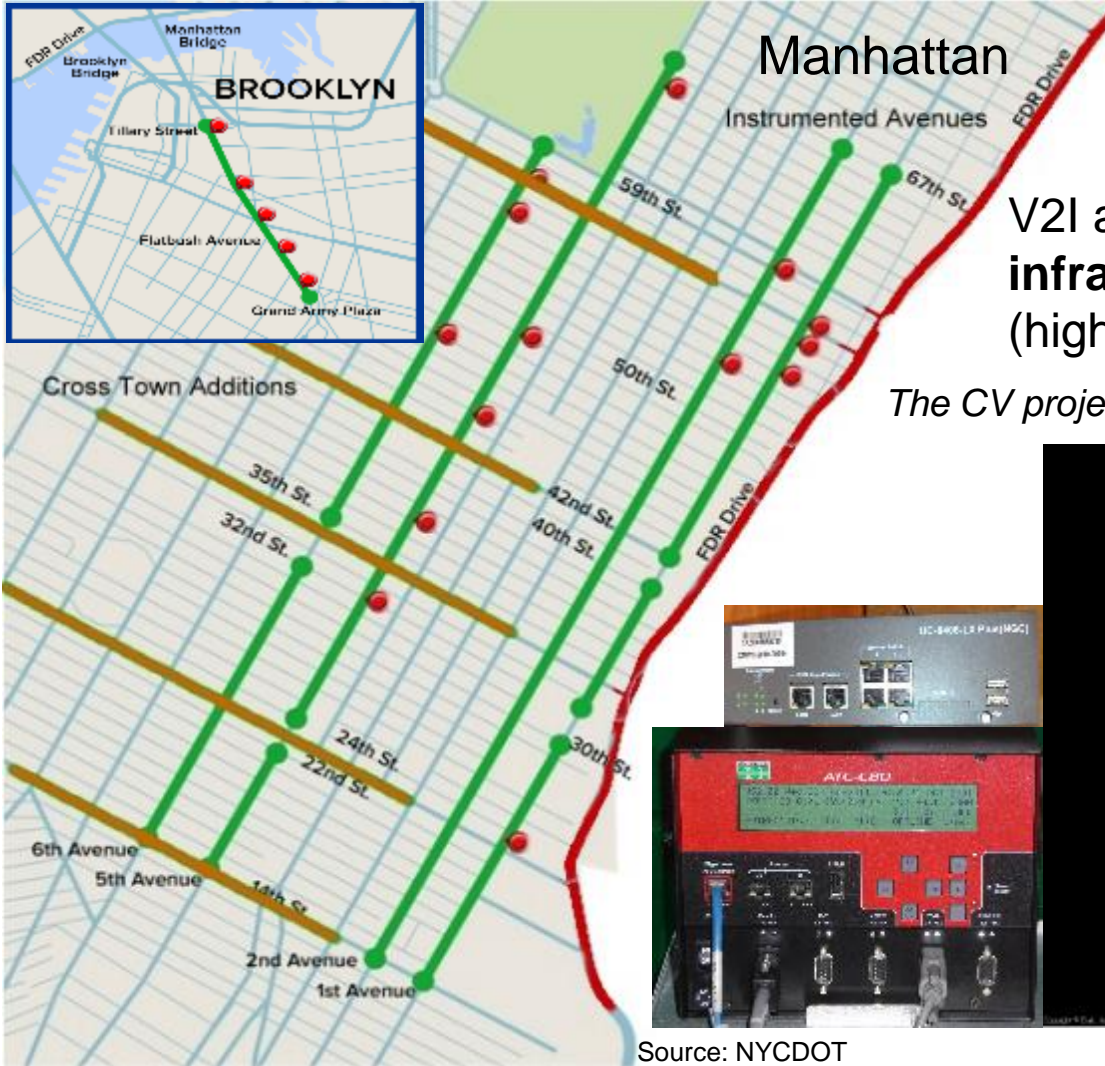 FDR Drive
Manhattan
Bridge
Brooklyn
Bridge
BROOKLYN
Tillary Street
Flatbush Avenue
Grand Army Plaza
Manhattan
Instrumented Avenues
FDR Drive
59th St.
67th St.
V2I a
infra
(high
50th St.
The CV proje
Cross Town Additions
35th St.
32nd St.
42nd St.
40th St.
FDR Drive
24th St.
22nd St.
30th St.
6th Avenue
5th Avenue
14th St.
2nd Avenue
1st Avenue
ATC-CBD
Source: NYCDOT